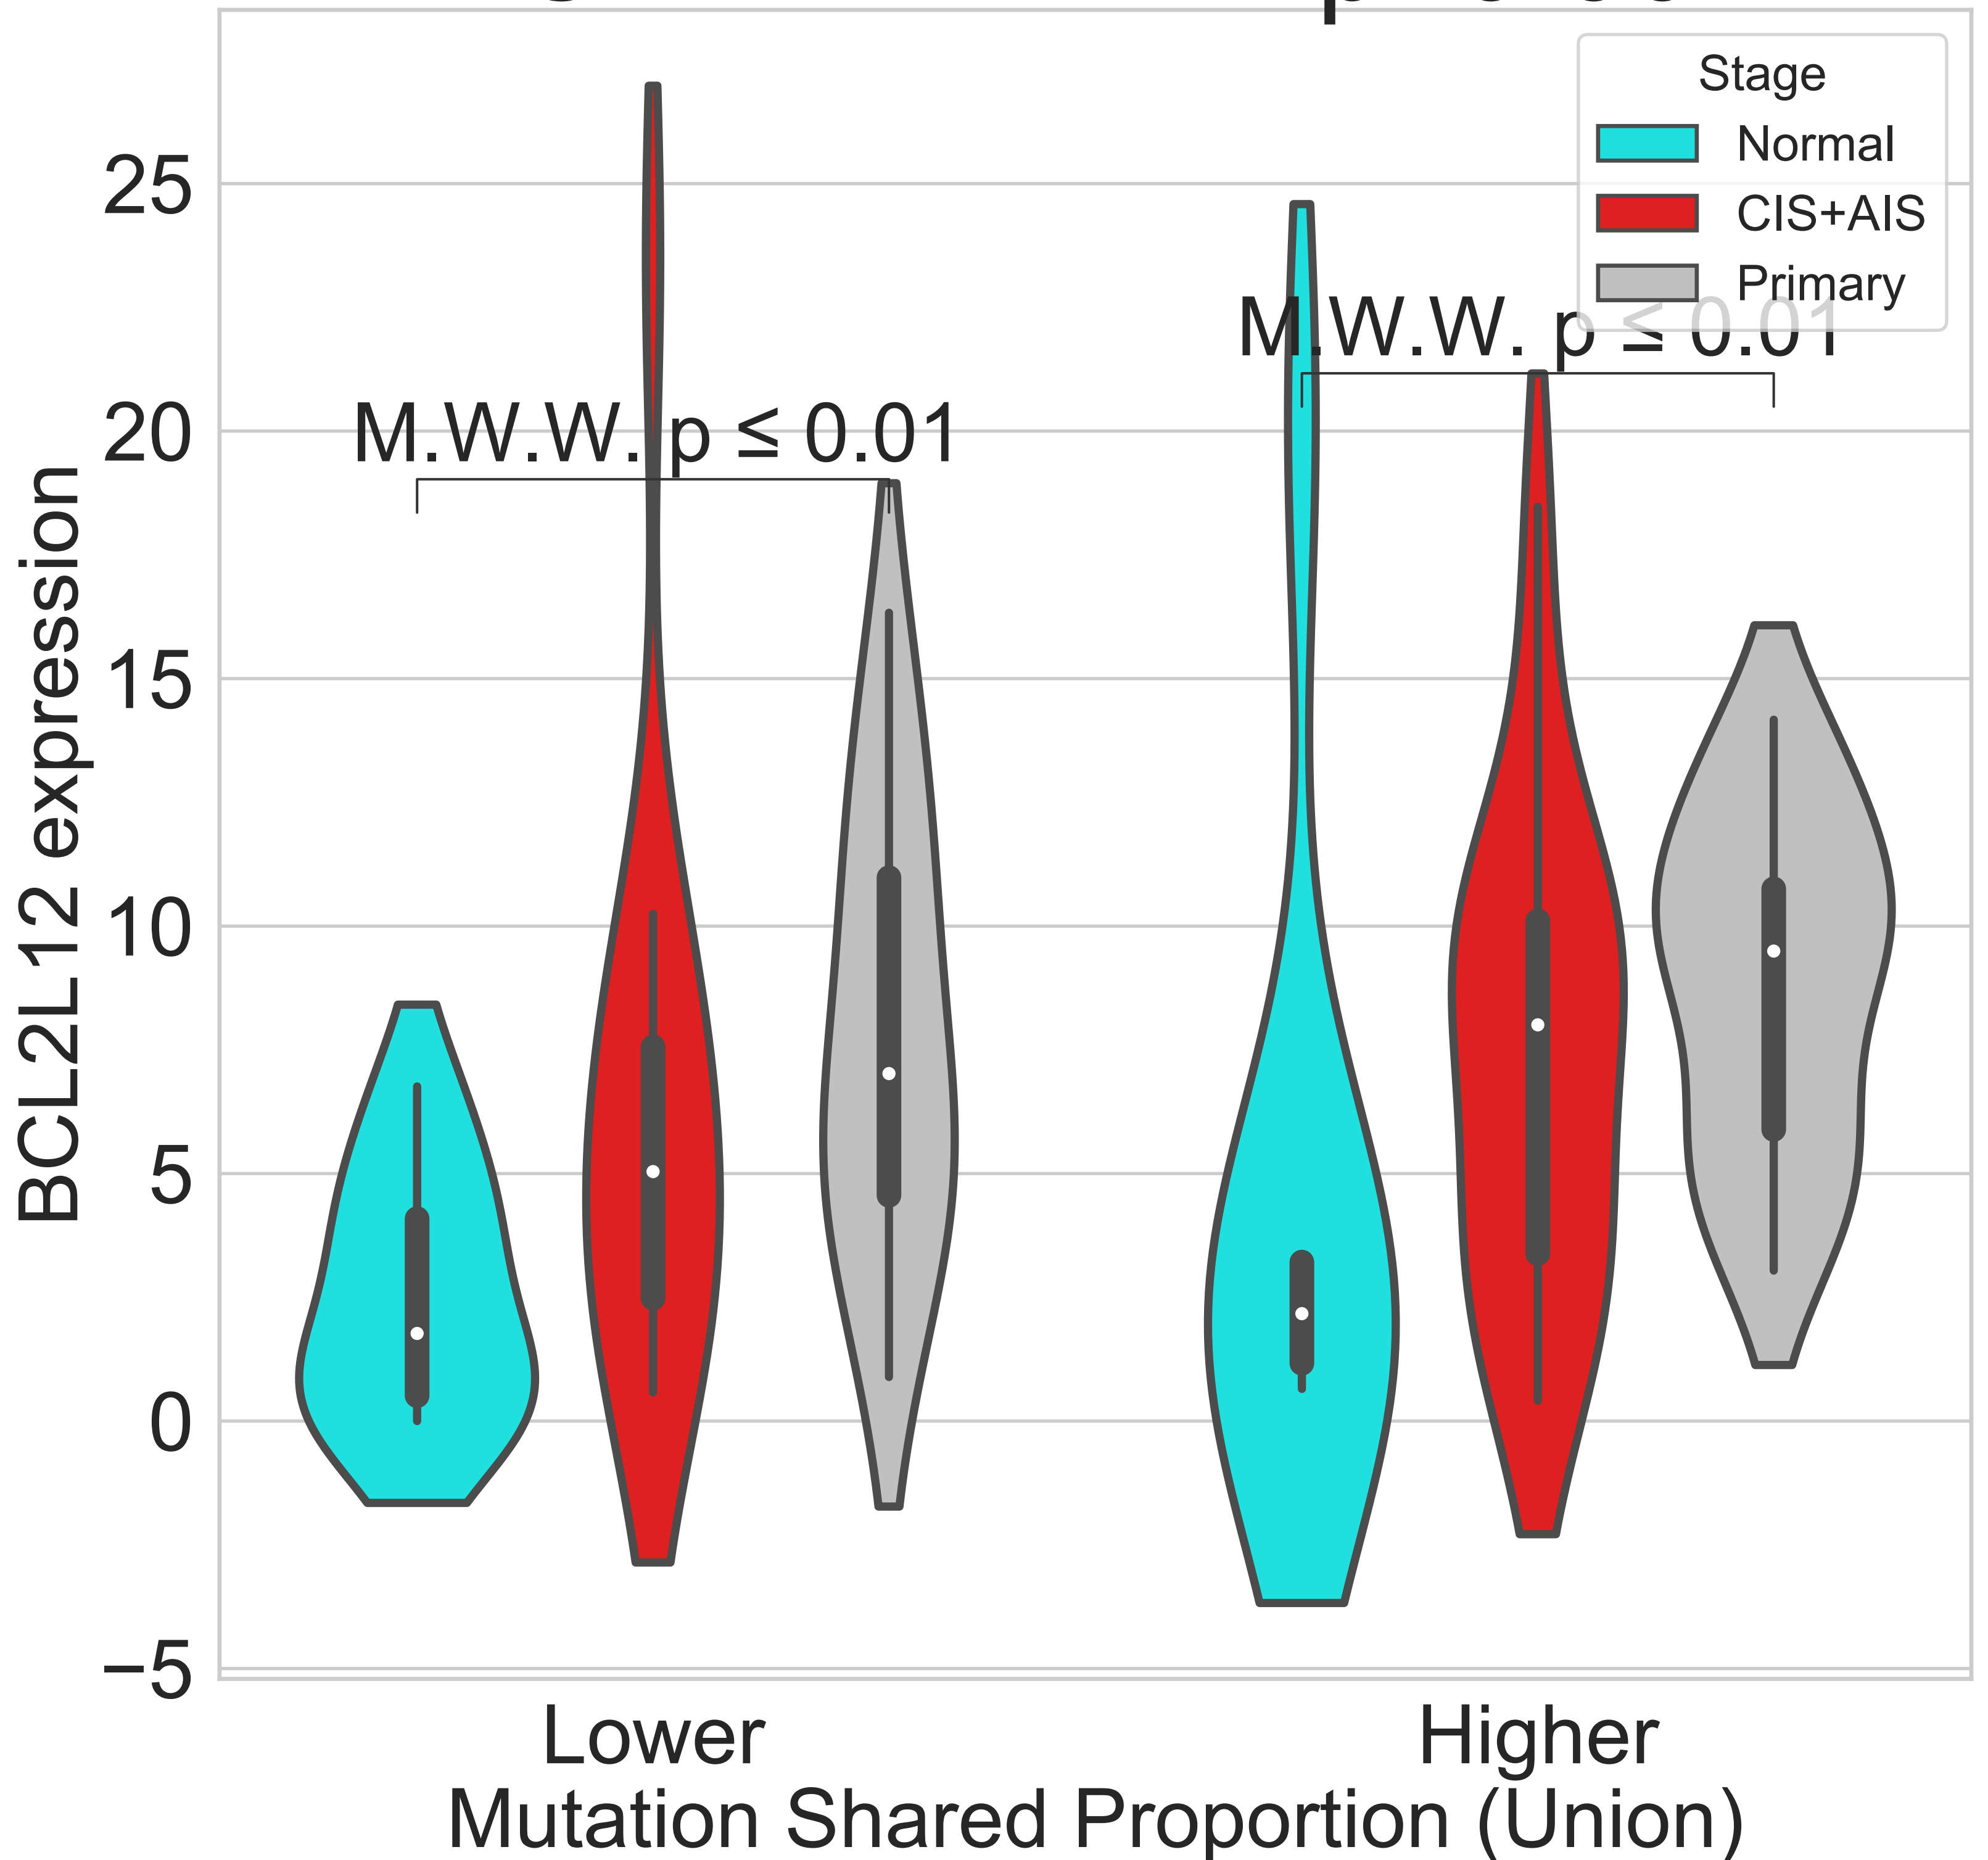 Stage
Normal
CIS+AIS
Primary
M.W.W. p ≤ 0.01
M.W.W. p ≤ 0.01
BCL2L12 expression
25
20
15
10
5
0
−5
Lower
Higher
Mutation Shared Proportion (Union)